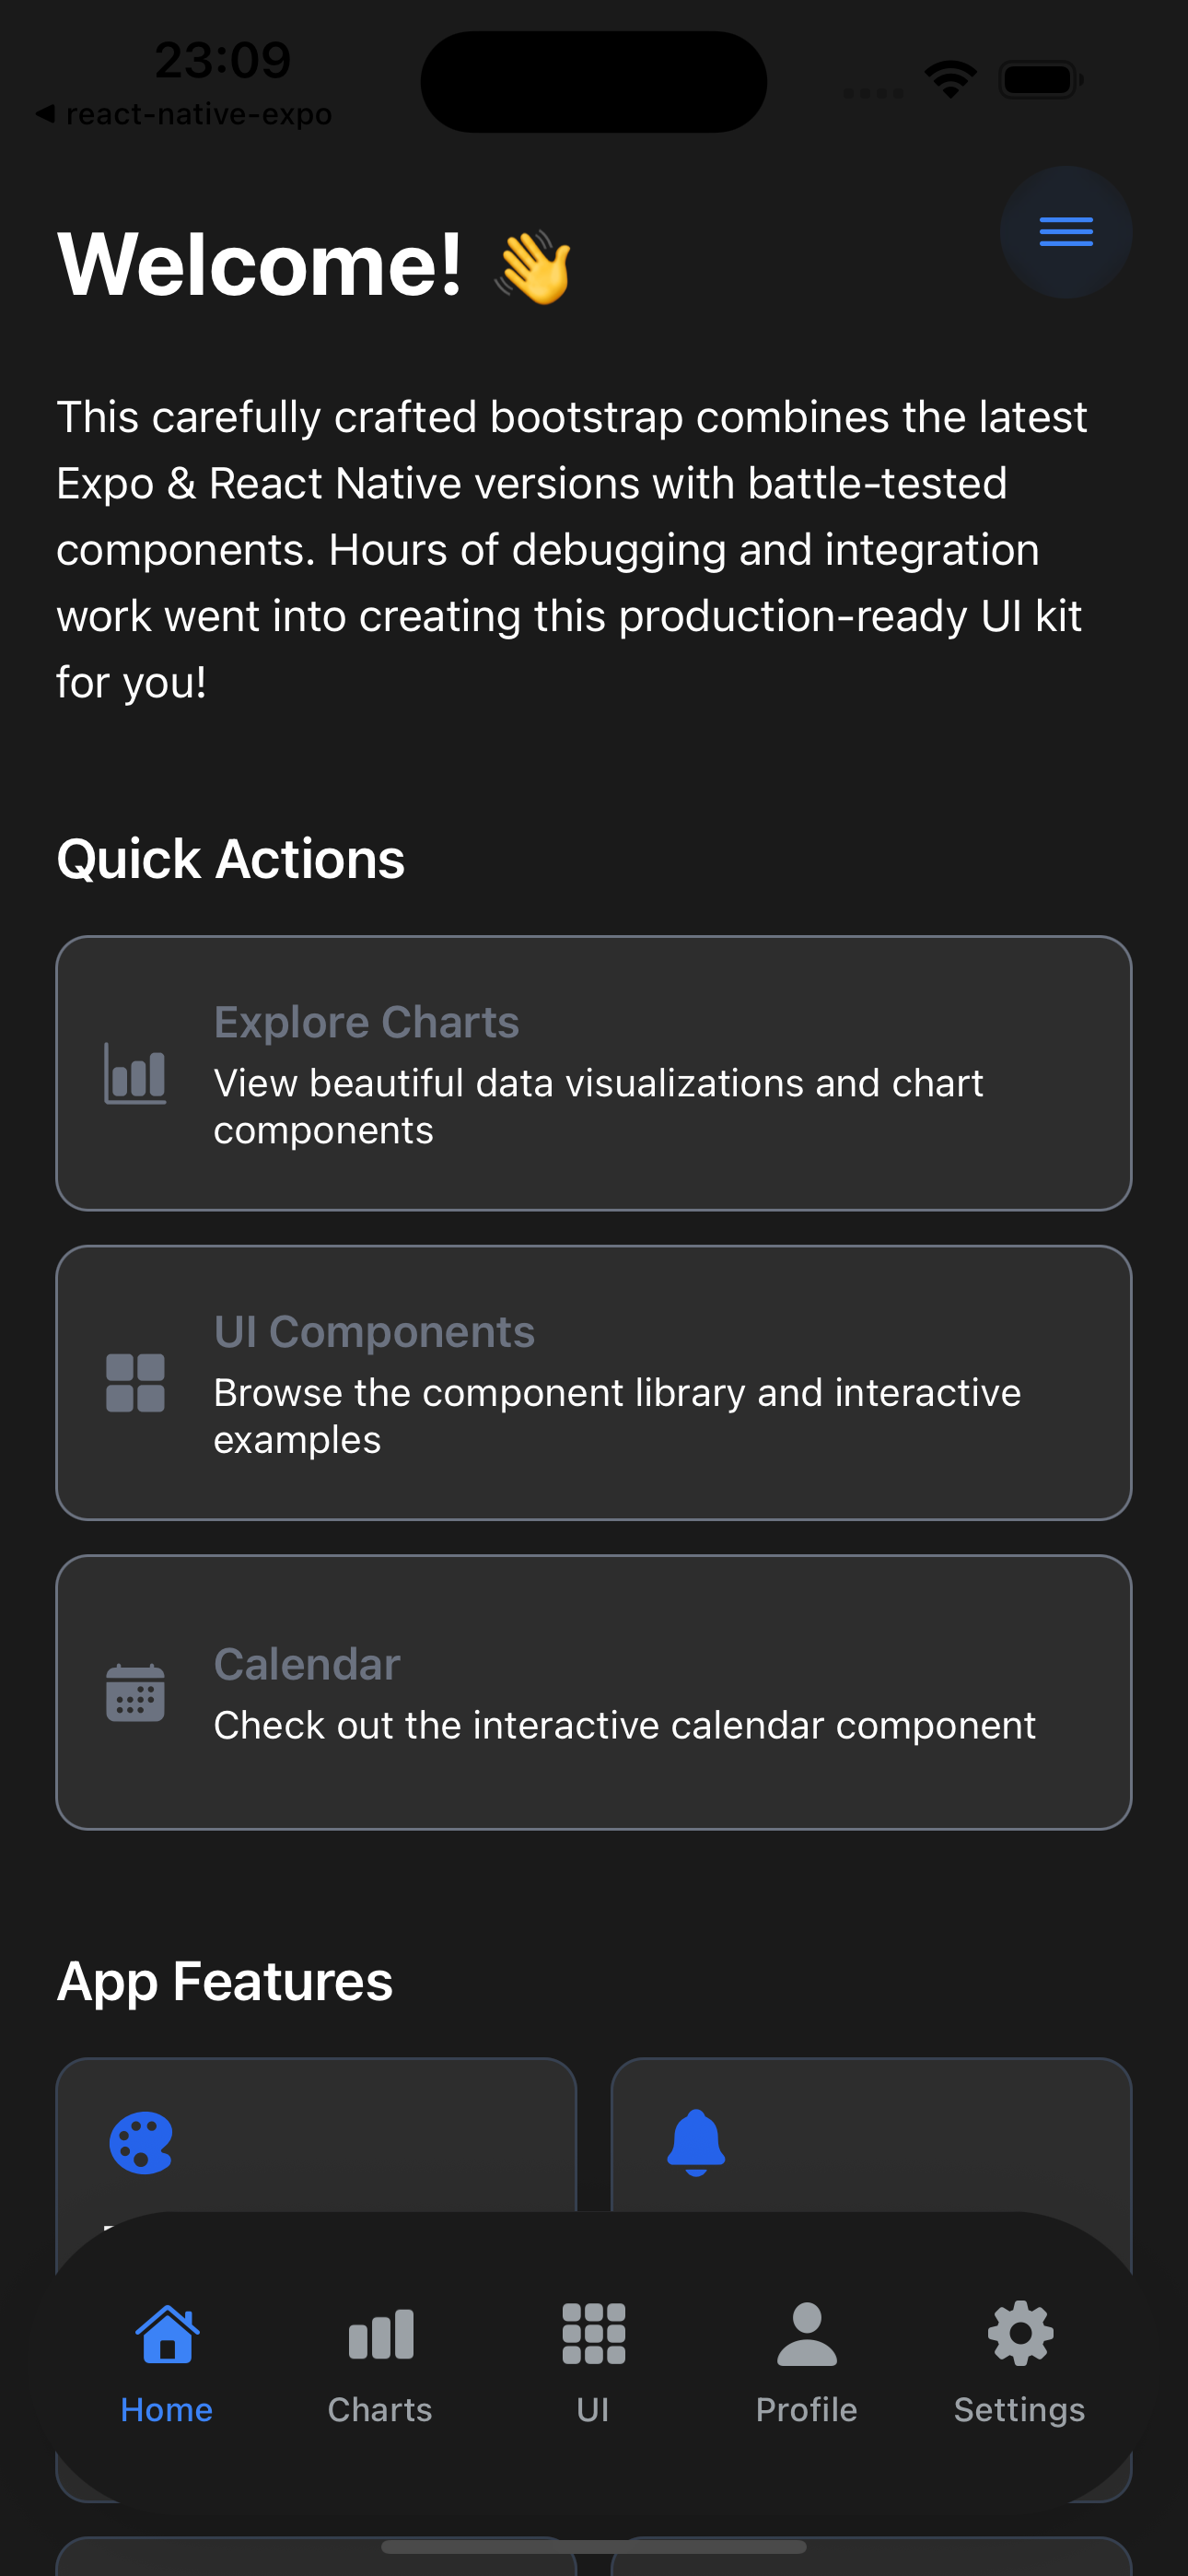 23:09
◀ react-native-expo
Welcome! 👋
This carefully crafted bootstrap combines the latest
Expo & React Native versions with battle-tested
components. Hours of debugging and integration
work went into creating this production-ready UI kit
for you!
Quick Actions
Explore Charts
View beautiful data visualizations and chart
components
UI Components
Browse the component library and interactive
examples
Calendar
Check out the interactive calendar component
App Features
Home
Charts
UI
Profile
Settings